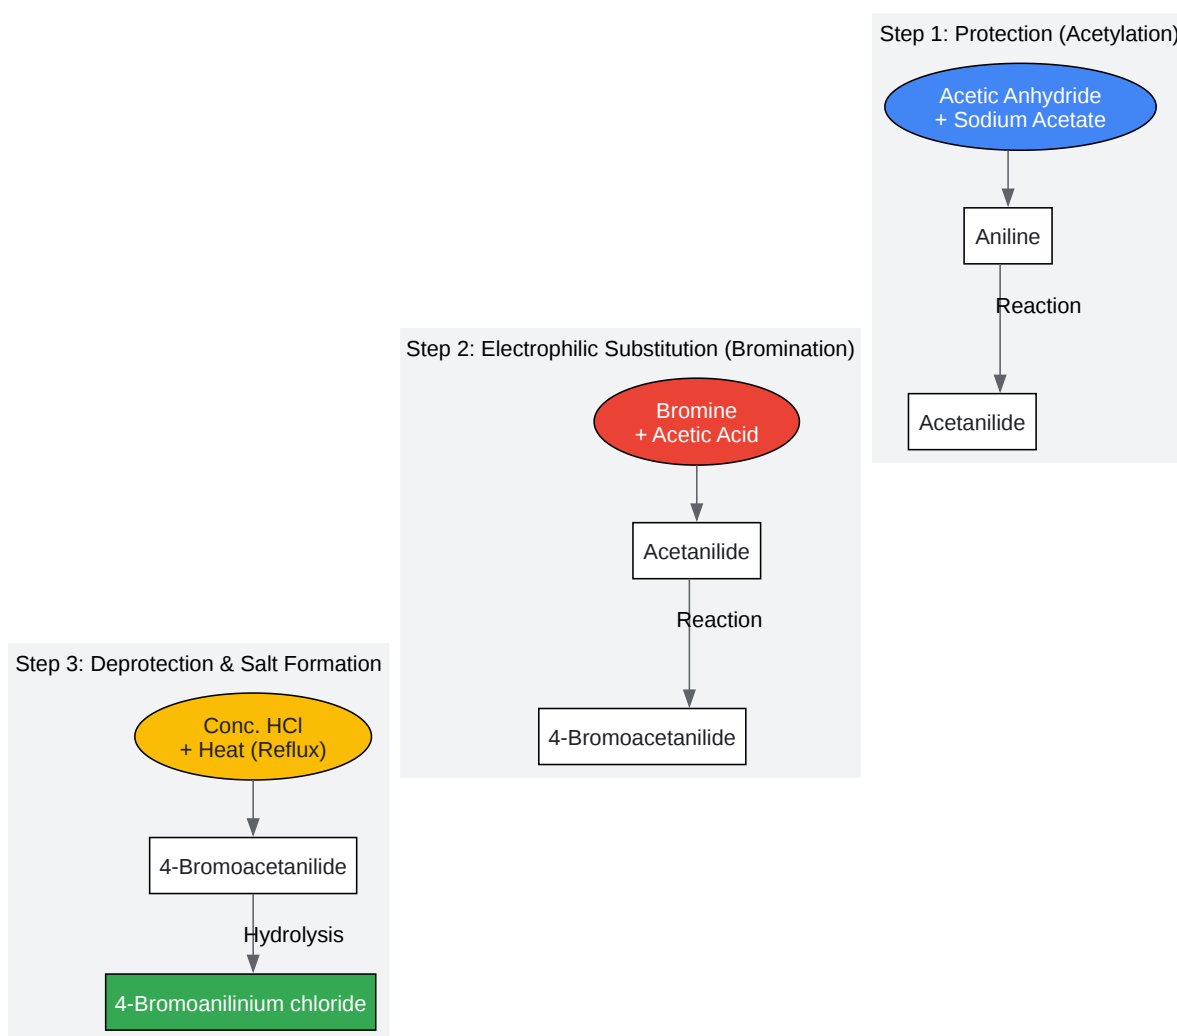 Step 1: Protection (Acetylation)
Acetic Anhydride
+ Sodium Acetate
Aniline
Reaction
Acetanilide
Step 2: Electrophilic Substitution (Bromination)
Bromine
+ Acetic Acid
Acetanilide
Reaction
4-Bromoacetanilide
Step 3: Deprotection & Salt Formation
Conc. HCl
+ Heat (Reflux)
4-Bromoacetanilide
Hydrolysis
4-Bromoanilinium chloride